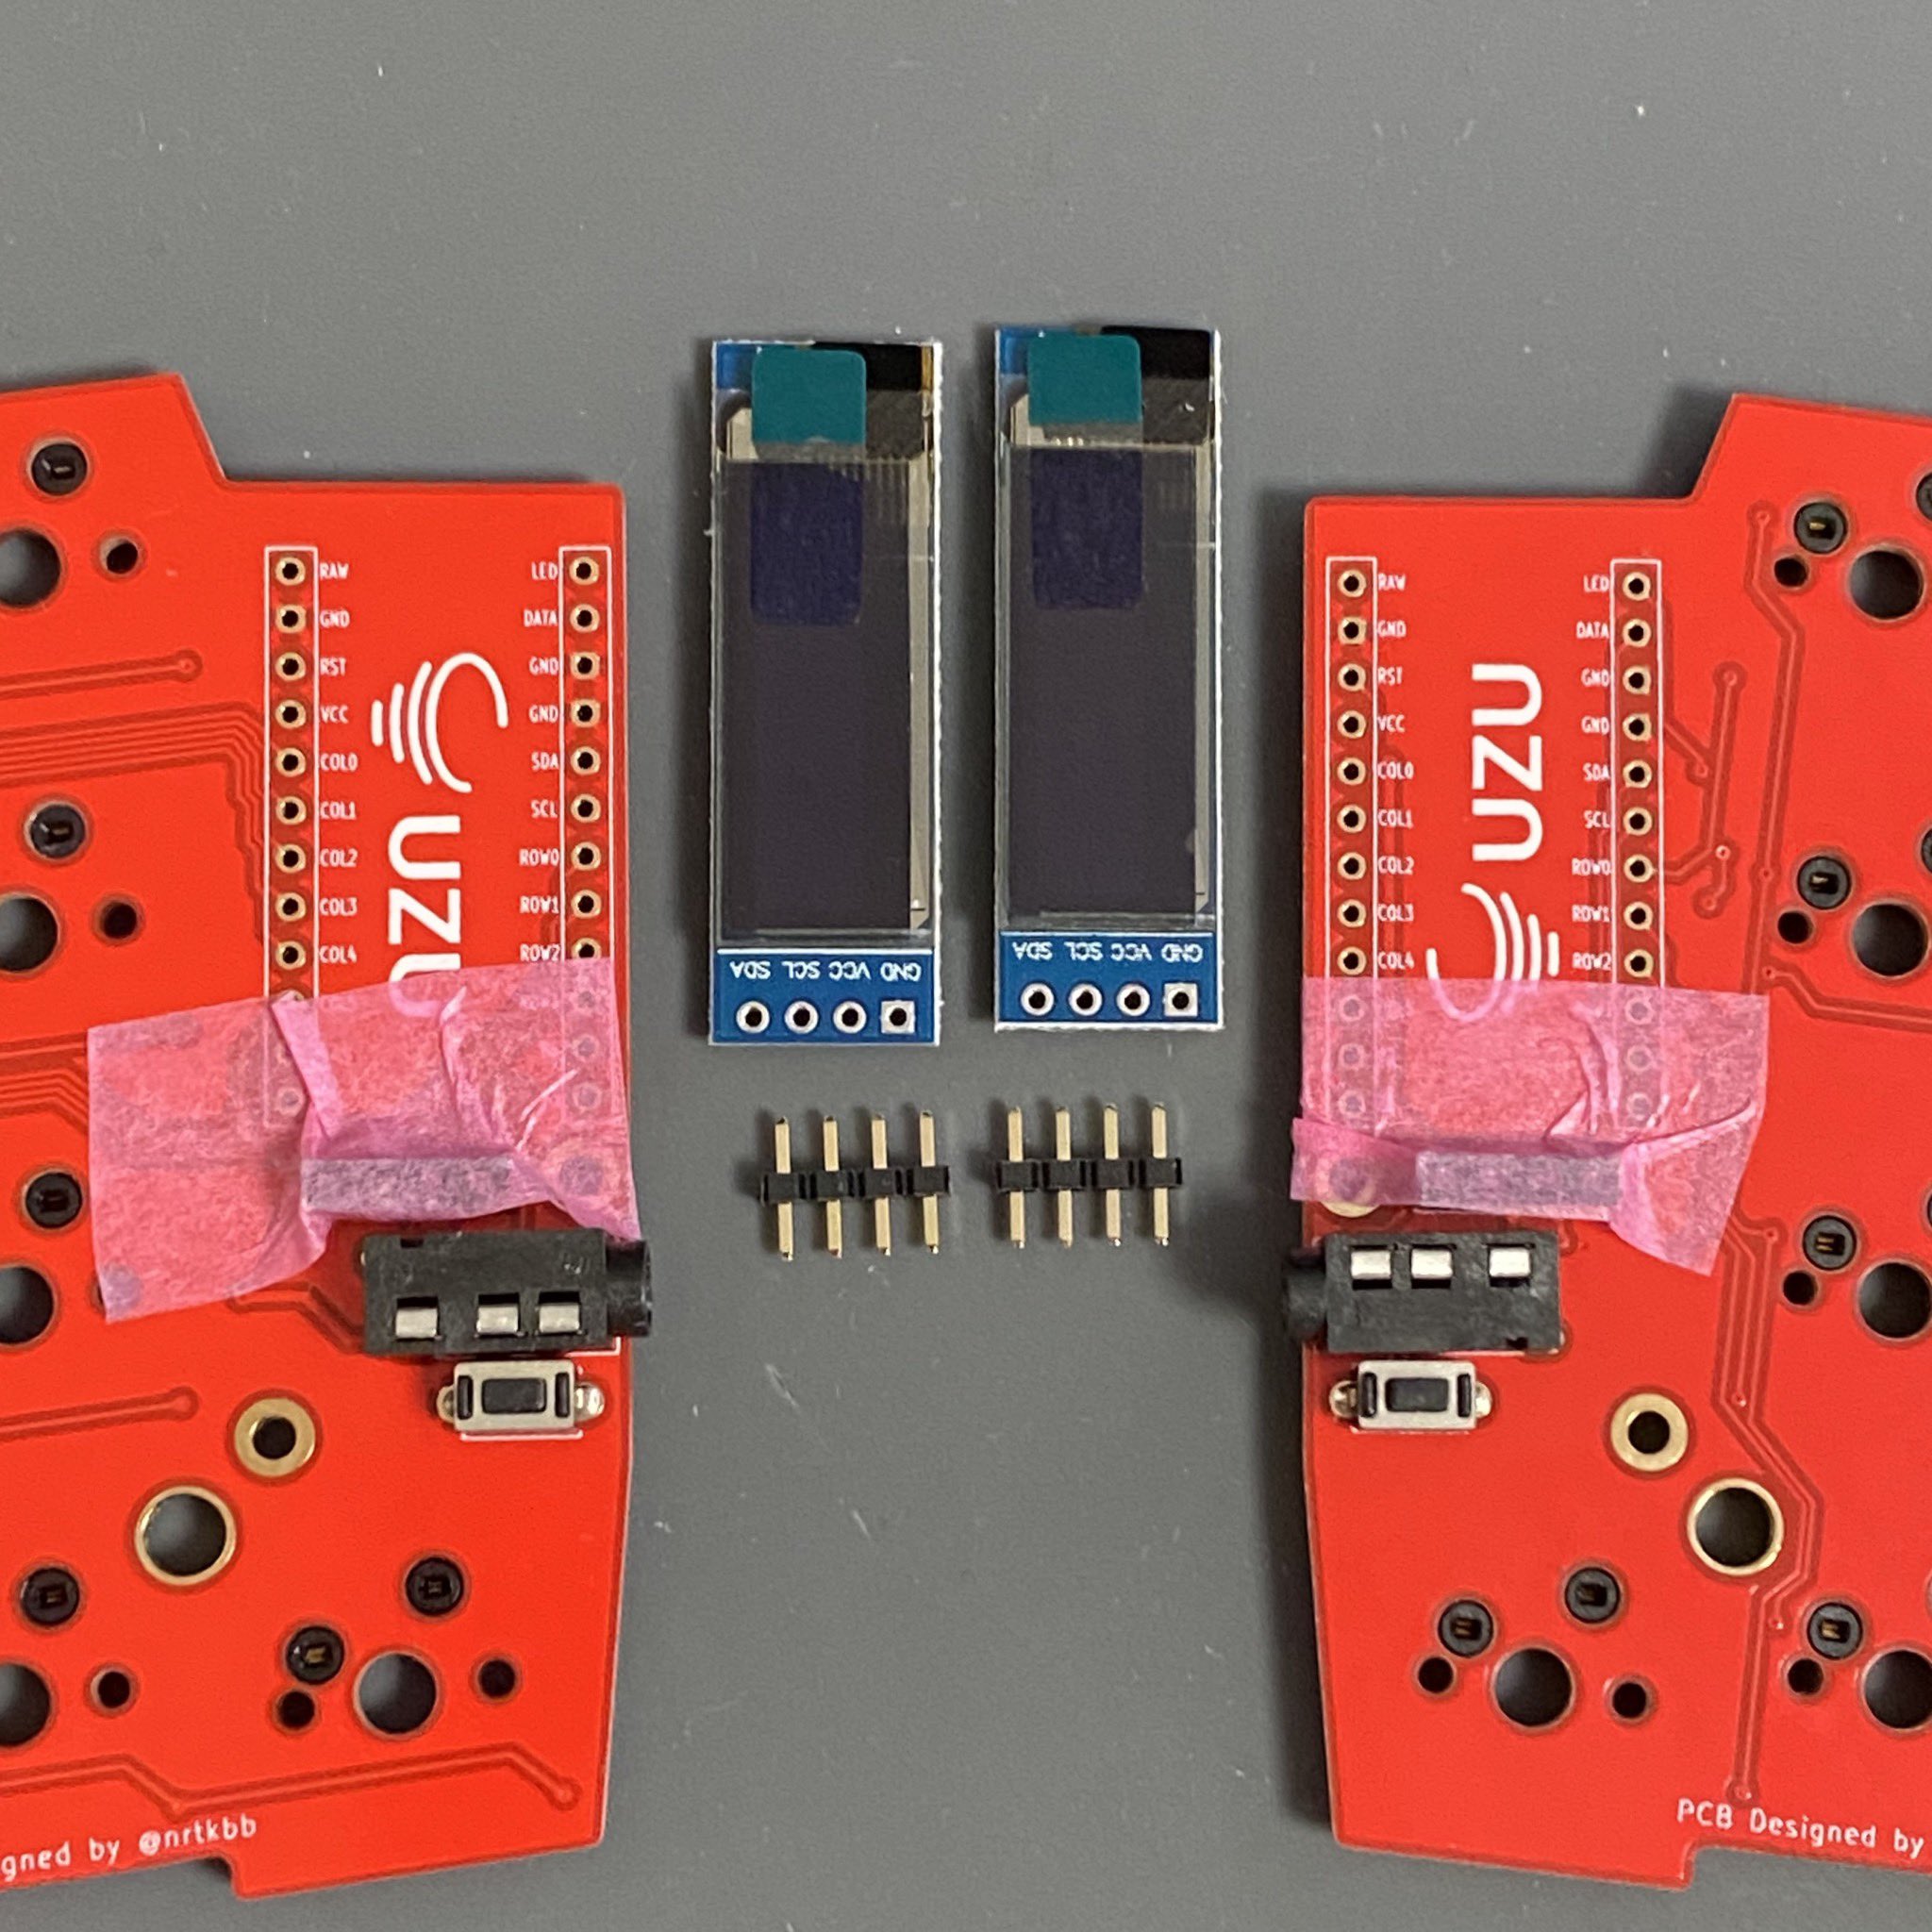 RAW
GND
RST
VCC
COL0
COL1
COL2
COL3
COL4
LED
DATA
GND
GND
SDA
SCL
ROW0
ROW1
ROW2
UZU
gned by @nrtkbb
SDA SCL VCC GND
SDA SCL VCC GND
RAW
GND
RST
VCC
COL0
COL1
COL2
COL3
COL4
UZU
LED
DATA
GND
GND
SDA
SCL
ROW0
ROW1
ROW2
PCB Designed by